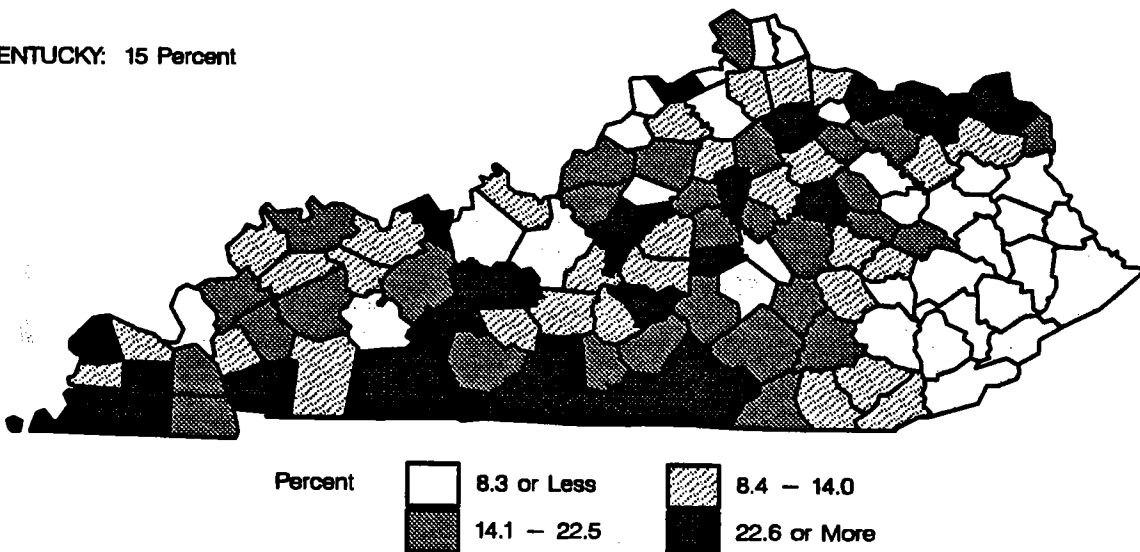 ENTUCKY: 15 Percent
Percent
8.3 or Less
8.4 – 14.0
14.1 – 22.5
22.6 or More